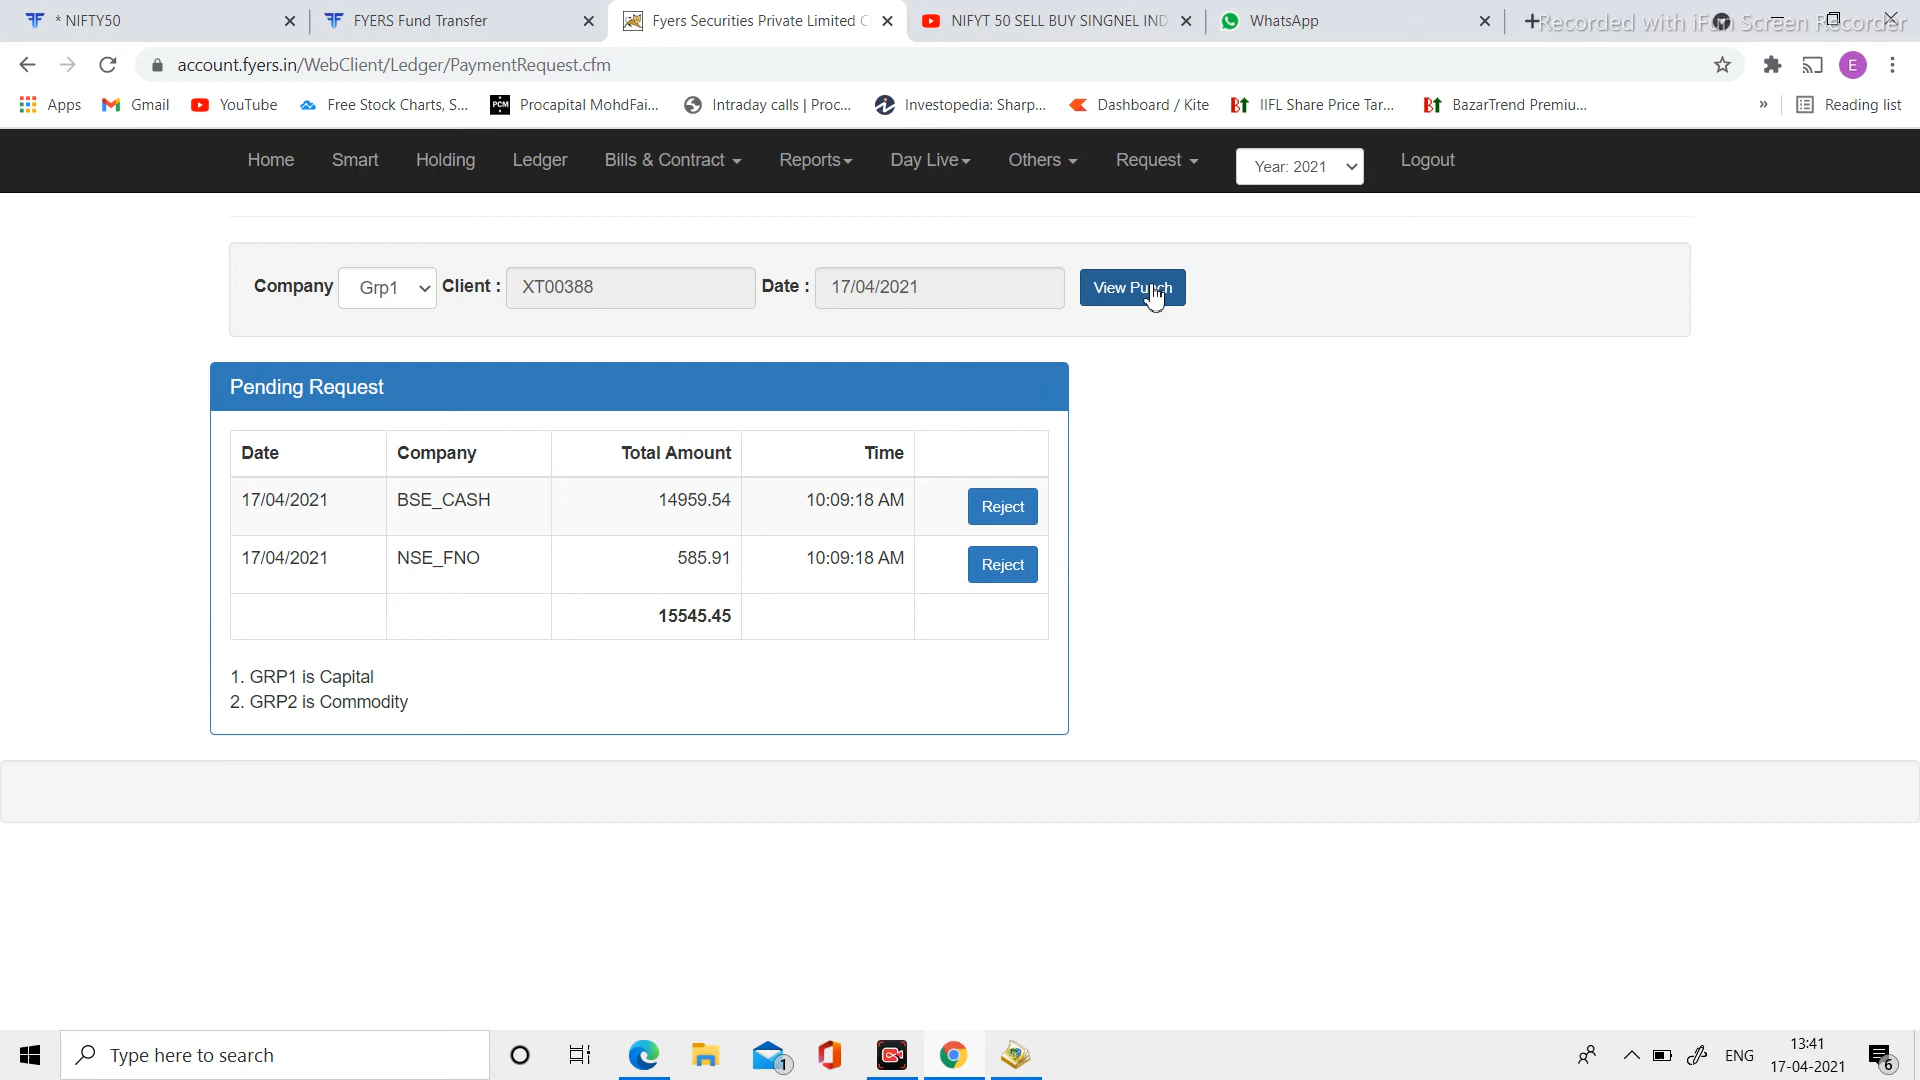 * NIFTY50
FYERS Fund Transfer
Fyers Securities Private Limited C
NIFYT 50 SELL BUY SINGNEL IND
WhatsApp
Recorded with iFun Screen Recorder
account.fyers.in/WebClient/Ledger/PaymentRequest.cfm
E
Apps
Gmail
YouTube
Free Stock Charts, S...
PCM
Procapital MohdFai...
Intraday calls | Proc...
Investopedia: Sharp...
Dashboard / Kite
IIFL Share Price Tar...
BazarTrend Premiu...
»
Reading list
Home
Smart
Holding
Ledger
Bills & Contract
Reports
Day Live
Others
Request
Year: 2021
Logout
Company
Grp1
Client :
XT00388
Date :
17/04/2021
View Punch
Pending Request
Date Company Total Amount Time
17/04/2021 BSE_CASH 14959.54 10:09:18 AM Reject
17/04/2021 NSE_FNO 585.91 10:09:18 AM Reject
15545.45
1. GRP1 is Capital
2. GRP2 is Commodity
Type here to search
1
ENG
13:41
17-04-2021
6